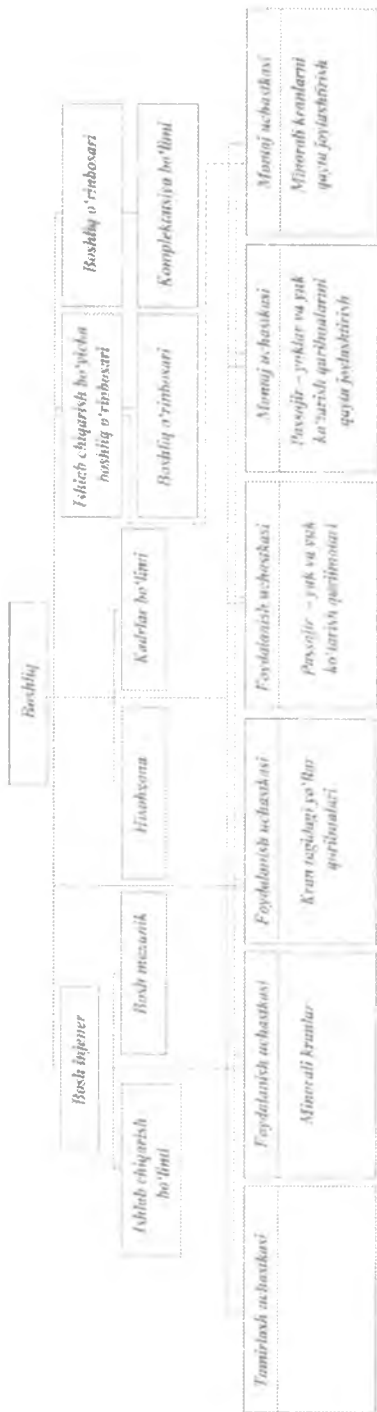 Boshliq
Bosh injener
Ishlab chiqarish bo'yicha
boshliq o'rinbosari
Boshliq o'rinbosari
Ishlab chiqarish
bo'limi
Bosh mexanik
Hisobxona
Kadrlar bo'limi
Boshliq o'rinbosari
Komplektatsiya bo'limi
Tamirlash uchastkasi
Foydalanish uchastkasi
Minorali kranlar
Foydalanish uchastkasi
Kran tagidagi yo'llar
qurilmalari
Foydalanish uchastkasi
Passajir – yuk va yuk
ko'tarish qurilmalari
Montaj uchastkasi
Passajir – yuklar va yuk
ko'tarish qurilmalarini
qayta joylashtirish
Montaj uchastkasi
Minorali kranlarni
qayta joylashtirish